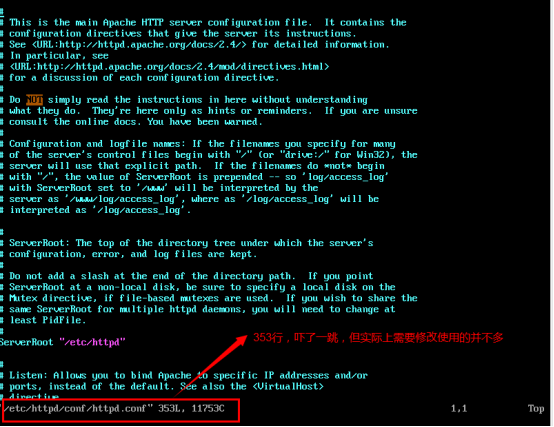 #
# This is the main Apache HTTP server configuration file.  It contains the
# configuration directives that give the server its instructions.
# See <URL:http://httpd.apache.org/docs/2.4/> for detailed information.
# In particular, see
# <URL:http://httpd.apache.org/docs/2.4/mod/directives.html>
# for a discussion of each configuration directive.
#
# Do NOT simply read the instructions in here without understanding
# what they do.  They're here only as hints or reminders.  If you are unsure
# consult the online docs. You have been warned.
#
# Configuration and logfile names: If the filenames you specify for many
# of the server's control files begin with "/" (or "drive:/" for Win32), the
# server will use that explicit path.  If the filenames do *not* begin
# with "/", the value of ServerRoot is prepended -- so 'log/access_log'
# with ServerRoot set to '/www' will be interpreted by the
# server as '/www/log/access_log', where as '/log/access_log' will be
# interpreted as '/log/access_log'.
#
# ServerRoot: The top of the directory tree under which the server's
# configuration, error, and log files are kept.
#
# Do not add a slash at the end of the directory path.  If you point
# ServerRoot at a non-local disk, be sure to specify a local disk on the
# Mutex directive, if file-based mutexes are used.  If you wish to share the
# same ServerRoot for multiple httpd daemons, you will need to change at
# least PidFile.
#
353行，吓了一跳，但实际上需要修改使用的并不多
ServerRoot "/etc/httpd"
#
# Listen: Allows you to bind Apache to specific IP addresses and/or
# ports, instead of the default. See also the <VirtualHost>
# directive.
"/etc/httpd/conf/httpd.conf" 353L, 11753C 1,1 Top